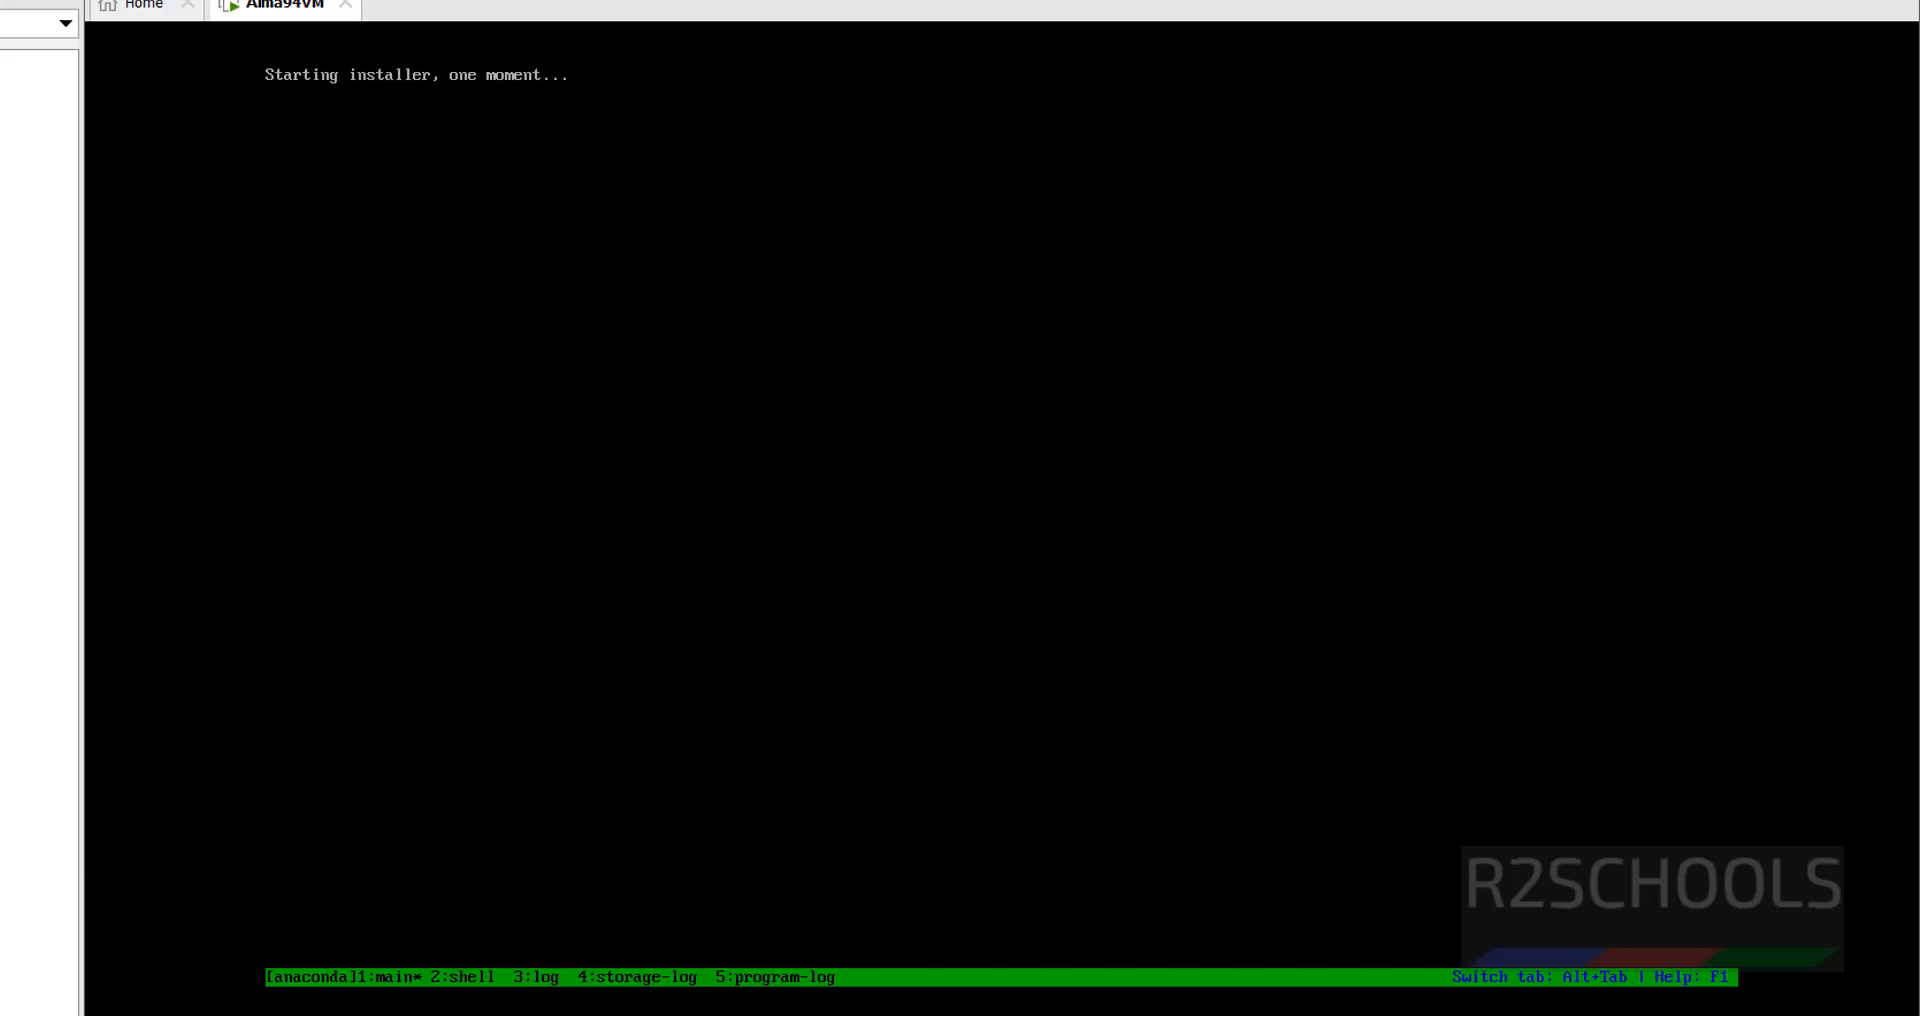 Home
Alma94VM
Starting installer, one moment...
R2SCHOOLS
[anaconda]1:main* 2:shell  3:log  4:storage-log  5:program-log
Switch tab: Alt+Tab | Help: F1